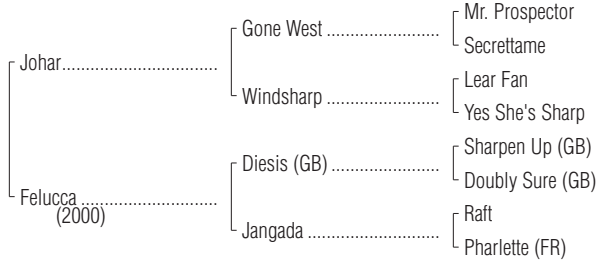 Mr. Prospector
Gone West ........................
Secrettame
Johar.................................
Lear Fan
Windsharp ........................
Yes She's Sharp
Sharpen Up (GB)
Diesis (GB) .......................
Doubly Sure (GB)
Felucca .............................
(2000)
Raft
Jangada ............................
Pharlette (FR)